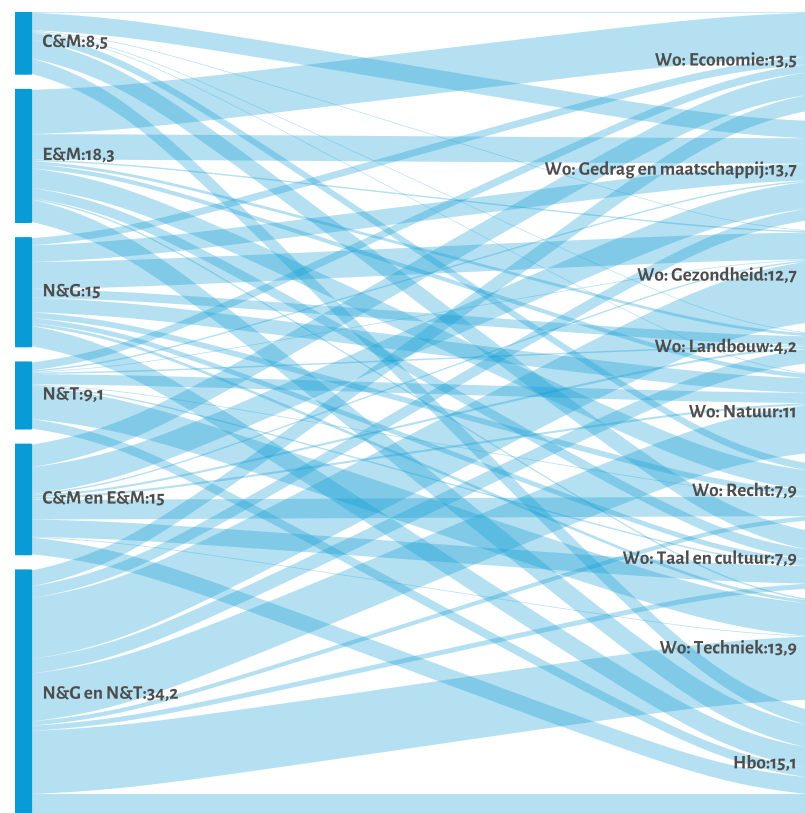 C&M:8,5
E&M:18,3
N&G:15
N&T:9,1
C&M en E&M:15
N&G en N&T:34,2
Wo: Economie:13,5
Wo: Gedrag en maatschappij:13,7
Wo: Gezondheid:12,7
Wo: Landbouw:4,2
Wo: Natuur:11
Wo: Recht:7,9
Wo: Taal en cultuur:7,9
Wo: Techniek:13,9
Hbo:15,1